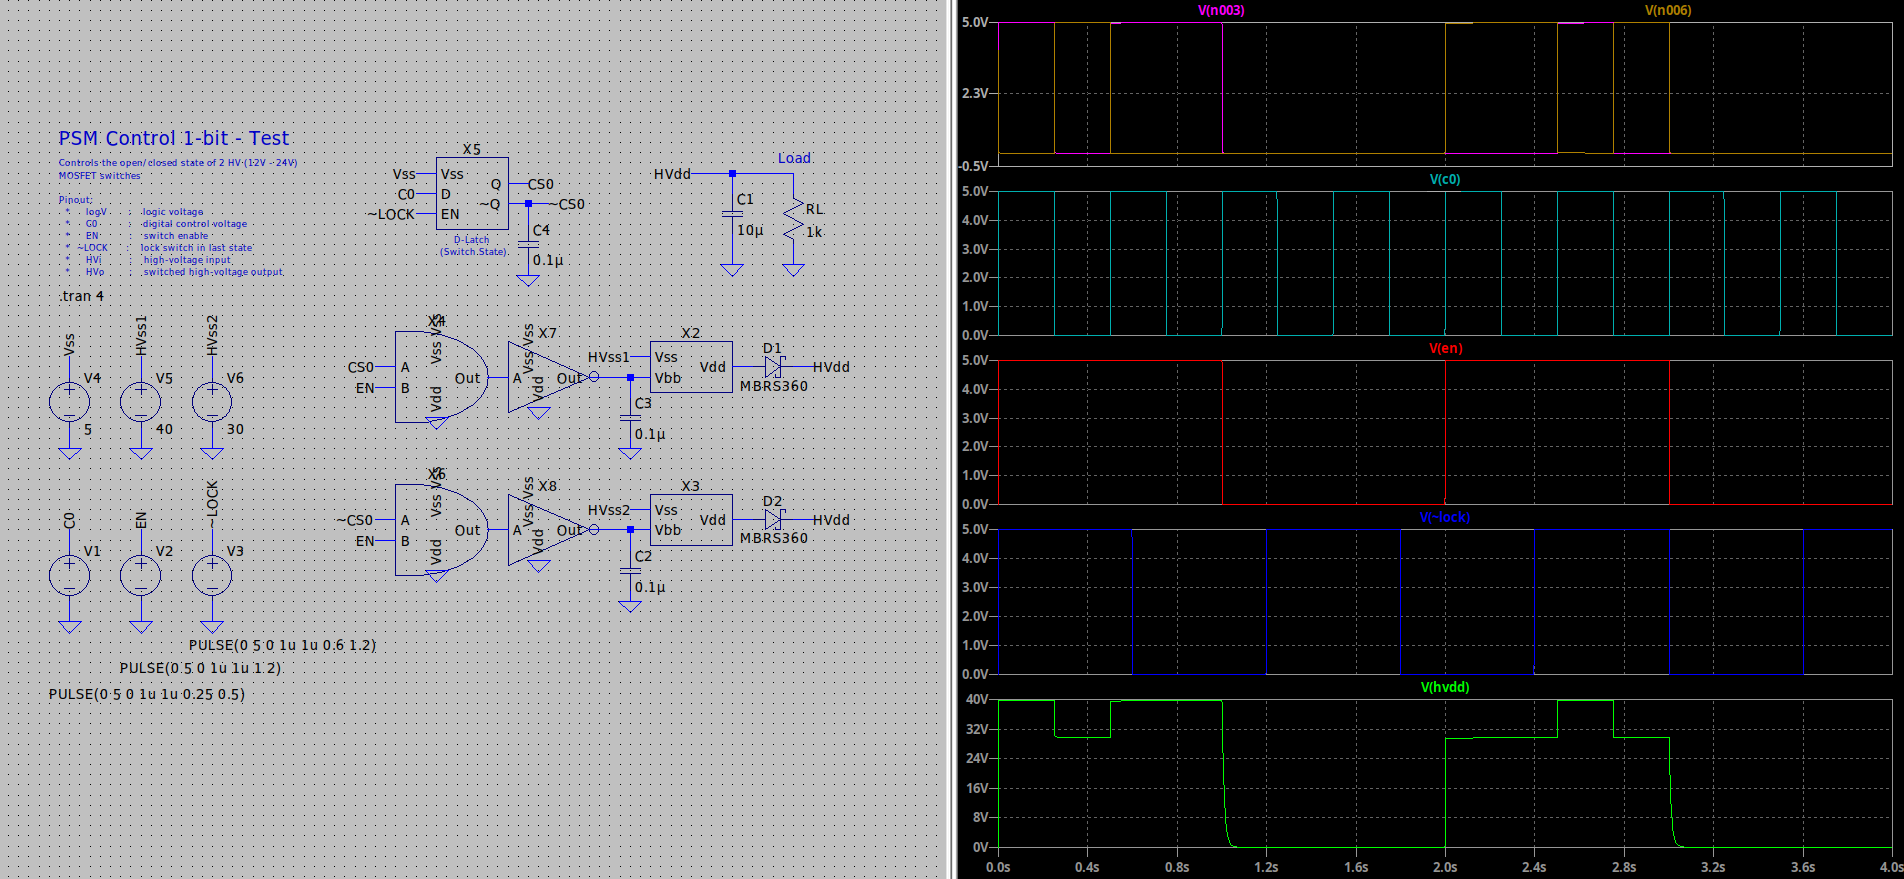 PSM Control 1-bit - Test
Controls the open/closed state of 2 HV (12V - 24V)
MOSFET switches
Pinout:
* logV : logic voltage
* C0 : digital control voltage
* EN : switch enable
* ~LOCK : lock switch in last state
* HVi : high-voltage input
* HVo : switched high-voltage output
.tran 4
Vss
V4
5
HVss1
V5
40
HVss2
V6
30
C0
V1
EN
V2
~LOCK
V3
PULSE(0 5 0 1u 1u 0.6 1.2)
PULSE(0 5 0 1u 1u 1 2)
PULSE(0 5 0 1u 1u 0.25 0.5)
X5
Vss Vss
Q CS0
C0 D
~Q ~CS0
~LOCK EN
D-Latch
(Switch.State)
C4
0.1µ
Load
HVdd
C1
10µ
RL
1k
X4
Vss
Vss
CS0 A
EN B
Out
Vdd
X7
Vss
Vss
A
Out
Vdd
HVss1
X2
Vss
Vbb
Vdd
D1
HVdd
MBRS360
C3
0.1µ
X6
Vss
Vss
~CS0 A
EN B
Out
Vdd
X8
Vss
Vss
A
Out
Vdd
HVss2
X3
Vss
Vbb
Vdd
D2
HVdd
MBRS360
C2
0.1µ
V(n003) V(n006)
5.0V
2.3V
-0.5V
V(c0)
5.0V
4.0V
3.0V
2.0V
1.0V
0.0V
V(en)
5.0V
4.0V
3.0V
2.0V
1.0V
0.0V
V(~lock)
5.0V
4.0V
3.0V
2.0V
1.0V
0.0V
V(hvdd)
40V
32V
24V
16V
8V
0V
0.0s 0.4s 0.8s 1.2s 1.6s 2.0s 2.4s 2.8s 3.2s 3.6s 4.0s